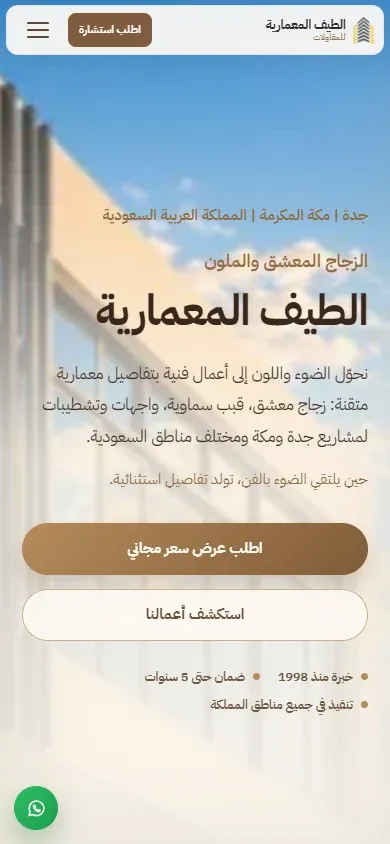 الطيف المعمارية
للمقاولات
اطلب استشارة
جدة | مكة المكرمة | المملكة العربية السعودية
الزجاج المعشق والملون
الطيف المعمارية
نحوّل الضوء واللون إلى أعمال فنية بتفاصيل معمارية
متقنة: زجاج معشق، قبب سماوية، واجهات وتشطيبات
لمشاريع جدة ومكة ومختلف مناطق السعودية.
حين يلتقي الضوء بالفن، تولد تفاصيل استثنائية.
اطلب عرض سعر مجاني
استكشف أعمالنا
خبرة منذ 1998
ضمان حتى 5 سنوات
تنفيذ في جميع مناطق المملكة